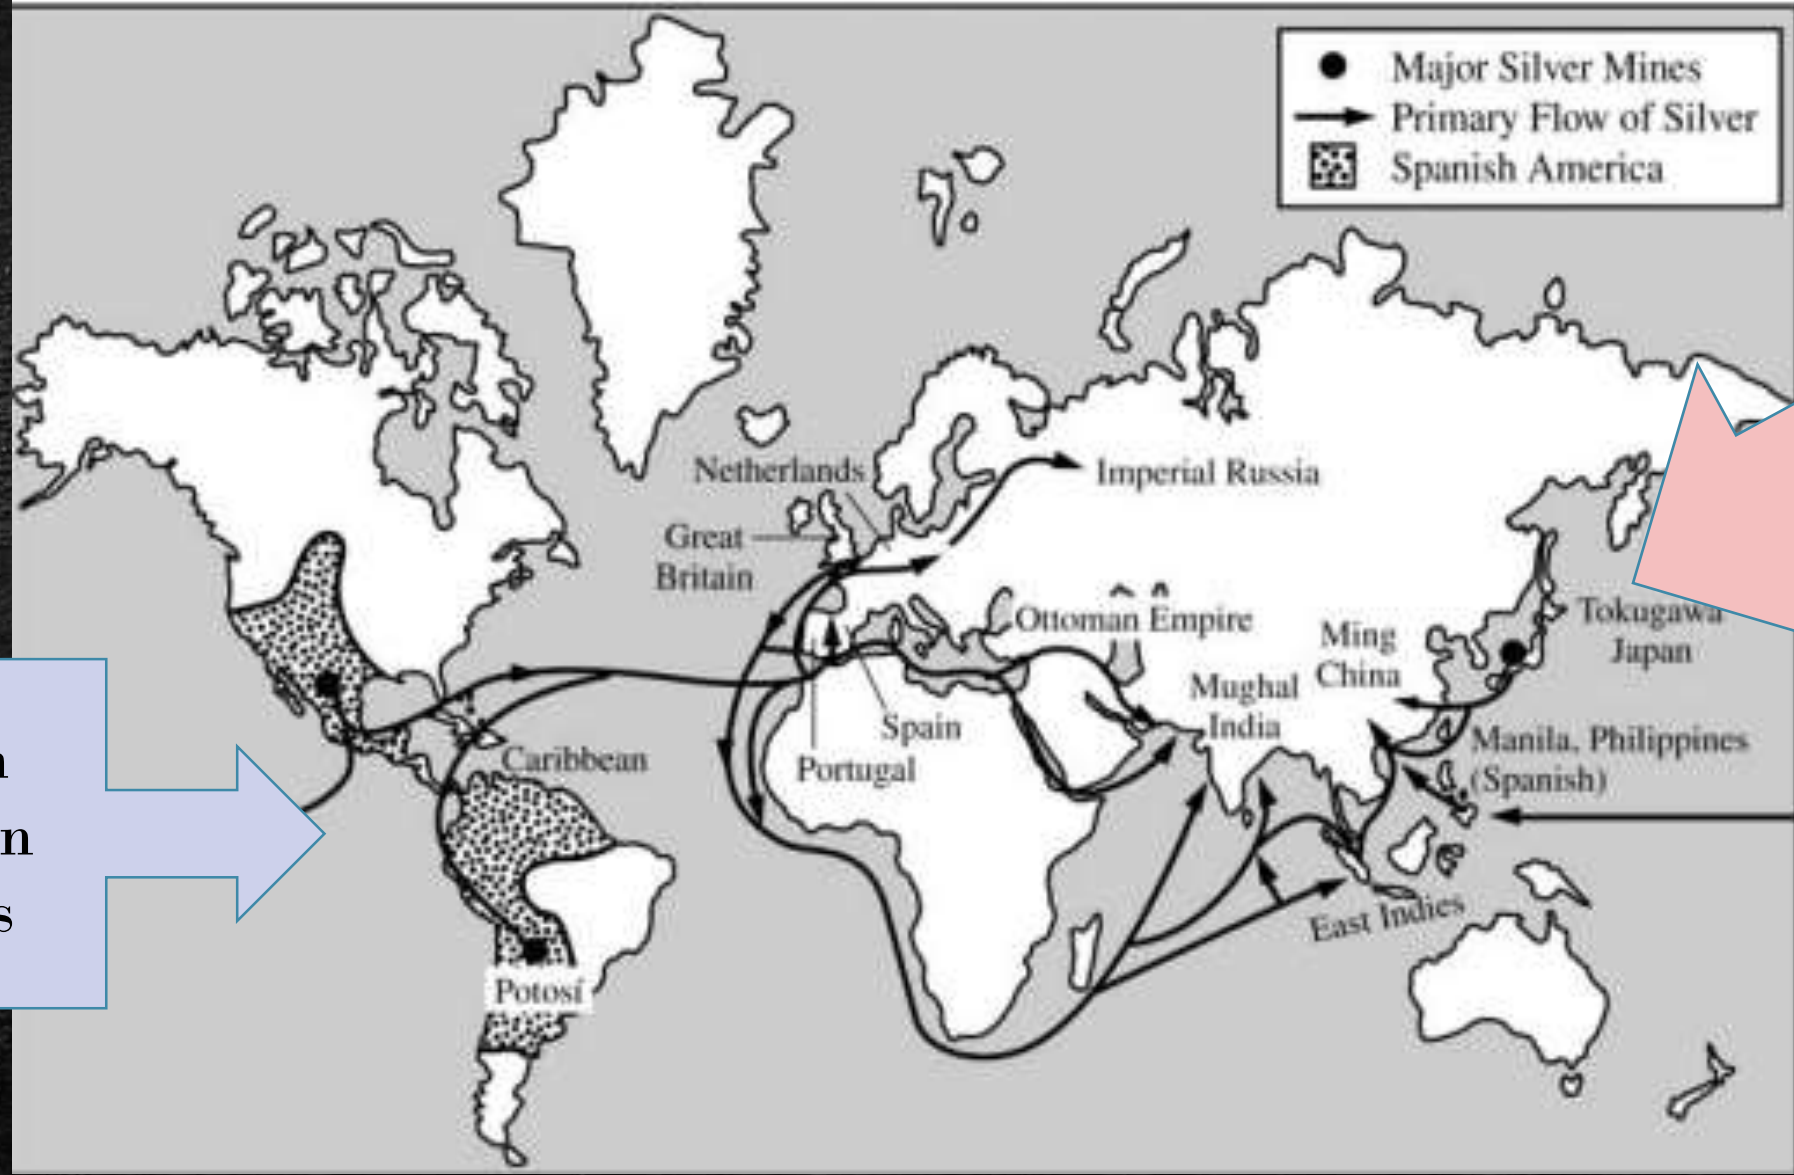 Major Silver Mines
Primary Flow of Silver
Spanish America
Netherlands
Imperial Russia
Great
Britain
Ottoman Empire
Ming
China
Tokugawa
Japan
Mughal
India
Spain
Portugal
Caribbean
Manila, Philippines
(Spanish)
East Indies
Potosí